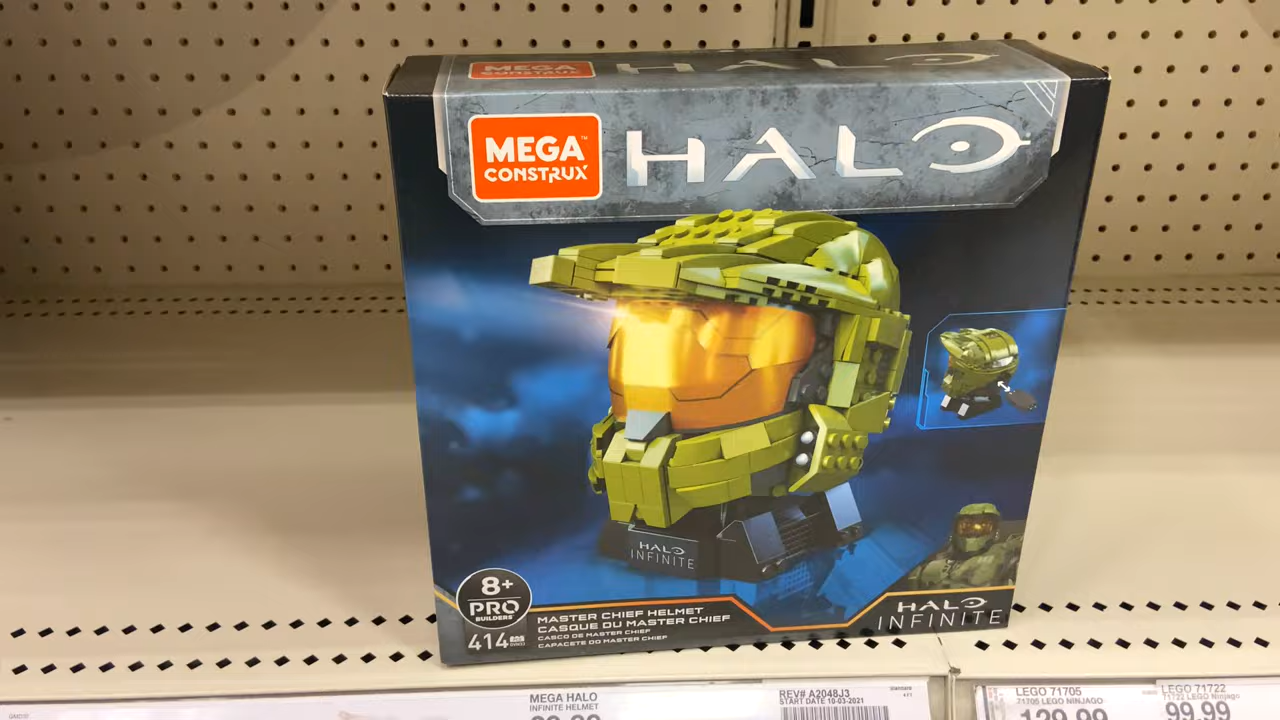 MEGA
CONSTRUX
HALO
MEGA™
CONSTRUX
HALO
HALO
INFINITE
8+
PRO
BUILDERS
414
MASTER CHIEF HELMET
CASQUE DU MASTER CHIEF
CASCO DE MASTER CHIEF
CAPACETE DO MASTER CHIEF
HALO
INFINITE
MEGA HALO
INFINITE HELMET
REV# A2048J3
START DATE 10-03-2021
LEGO 71705
71705 LEGO NINJAGO
129.99
LEGO 71722
71722 LEGO Ninjago
99.99